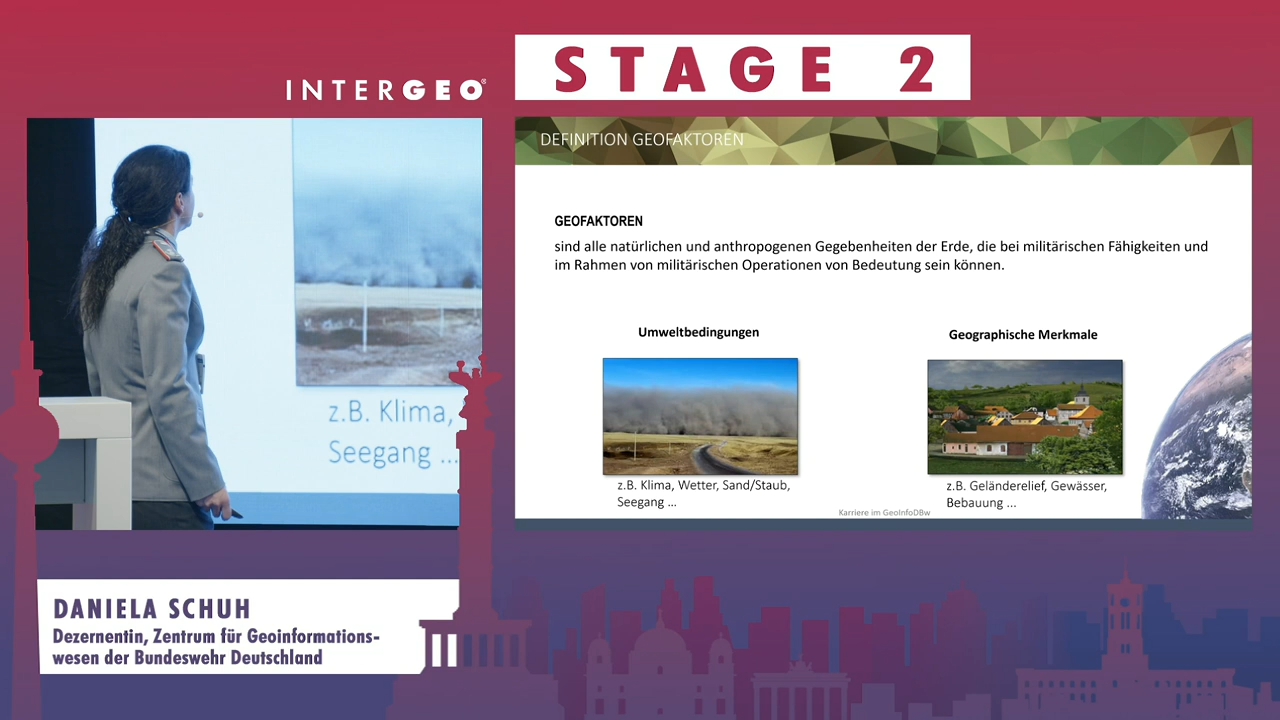 INTERGEO®
STAGE 2
DEFINITION GEOFAKTOREN
GEOFAKTOREN
sind alle natürlichen und anthropogenen Gegebenheiten der Erde, die bei militärischen Fähigkeiten und
im Rahmen von militärischen Operationen von Bedeutung sein können.
Umweltbedingungen
Geographische Merkmale
z.B. Klima, Wetter, Sand/Staub,
Seegang ...
z.B. Geländerelief, Gewässer,
Bebauung ...
Karriere im GeoInfoDBw
z.B. Klima,
Seegang ...
DANIELA SCHUH
Dezernentin, Zentrum für Geoinformations-
wesen der Bundeswehr Deutschland